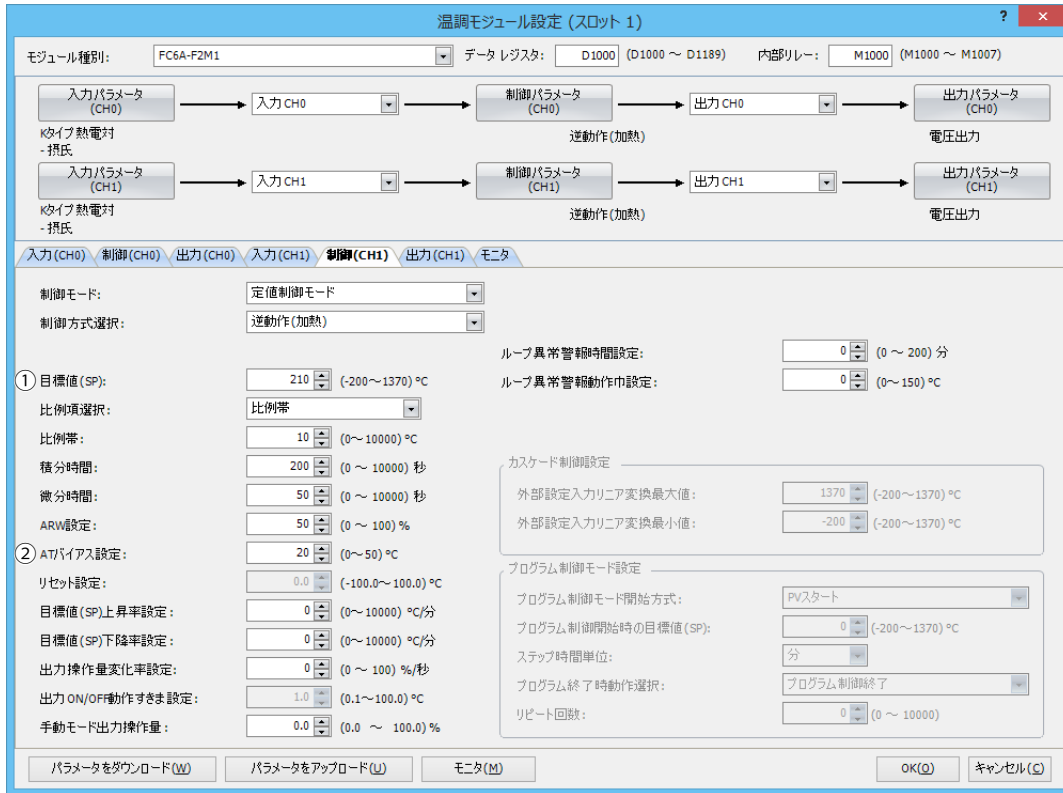 温調モジュール設定 (スロット 1)
? ×
モジュール種別: FC6A-F2M1 データ レジスタ: D1000 (D1000 ~ D1189) 内部リレー: M1000 (M1000 ~ M1007)
入力パラメータ (CH0) 入力 CH0 制御パラメータ (CH0) 出力 CH0 出力パラメータ (CH0)
Kタイプ 熱電対 - 摂氏 逆動作(加熱) 電圧出力
入力パラメータ (CH1) 入力 CH1 制御パラメータ (CH1) 出力 CH1 出力パラメータ (CH1)
Kタイプ 熱電対 - 摂氏 逆動作(加熱) 電圧出力
入力(CH0) 制御(CH0) 出力(CH0) 入力(CH1) 制御(CH1) 出力(CH1) モニタ
制御モード: 定値制御モード
制御方式選択: 逆動作(加熱)
① 目標値(SP): 210 (-200~1370) ℃
比例項選択: 比例帯
比例帯: 10 (0~10000) ℃
積分時間: 200 (0 ~ 10000) 秒
微分時間: 50 (0 ~ 10000) 秒
ARW設定: 50 (0 ~ 100) %
② ATバイアス設定: 20 (0~50) ℃
リセット設定: 0.0 (-100.0~100.0) ℃
目標値(SP)上昇率設定: 0 (0~10000) ℃/分
目標値(SP)下降率設定: 0 (0~10000) ℃/分
出力操作量変化率設定: 0 (0 ~ 100) %/秒
出力 ON/OFF動作すきま設定: 1.0 (0.1~100.0) ℃
手動モード出力操作量: 0.0 (0.0 ~ 100.0) %
ループ異常警報時間設定: 0 (0 ~ 200) 分
ループ異常警報動作巾設定: 0 (0~150) ℃
カスケード制御設定
外部設定入力リニア変換最大値: 1370 (-200~1370) ℃
外部設定入力リニア変換最小値: -200 (-200~1370) ℃
プログラム制御モード設定
プログラム制御モード開始方式: PVスタート
プログラム制御開始時の目標値(SP): 0 (-200~1370) ℃
ステップ時間単位: 分
プログラム終了時動作選択: プログラム制御終了
リピート回数: 0 (0 ~ 10000)
パラメータをダウンロード(W) パラメータをアップロード(U) モニタ(M) OK(O) キャンセル(C)